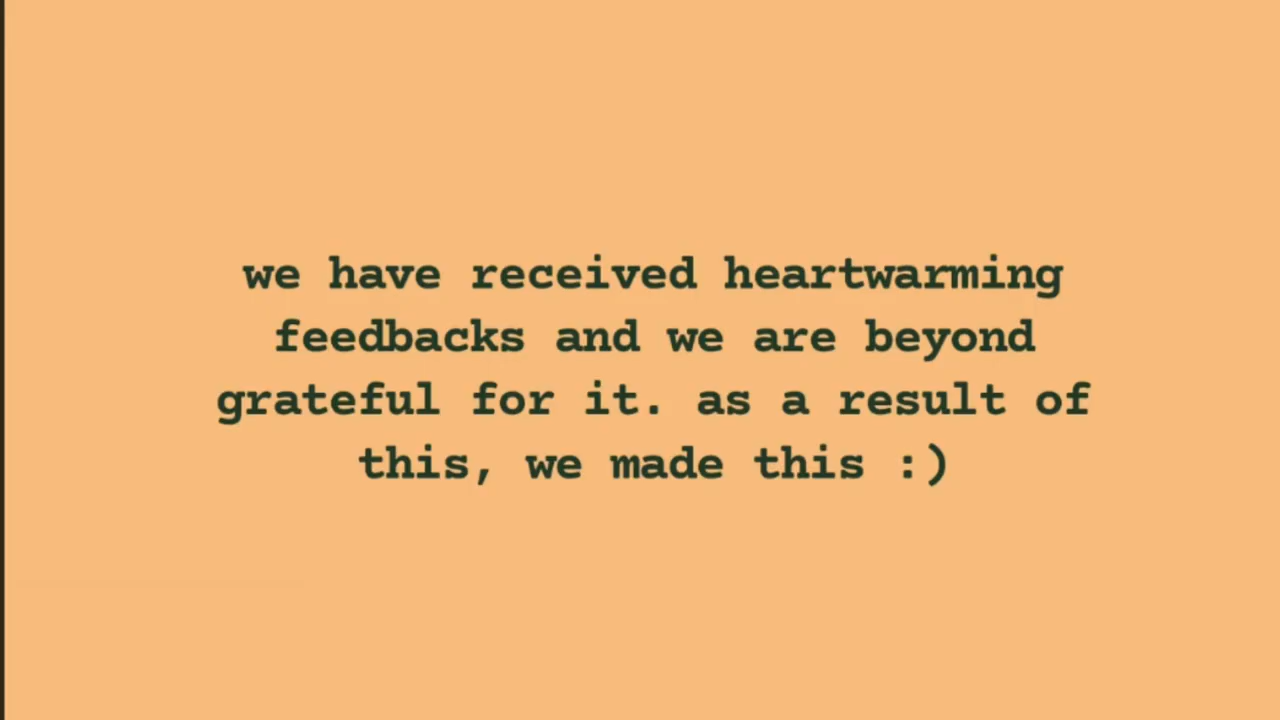 we have received heartwarming
feedbacks and we are beyond
grateful for it. as a result of
this, we made this :)